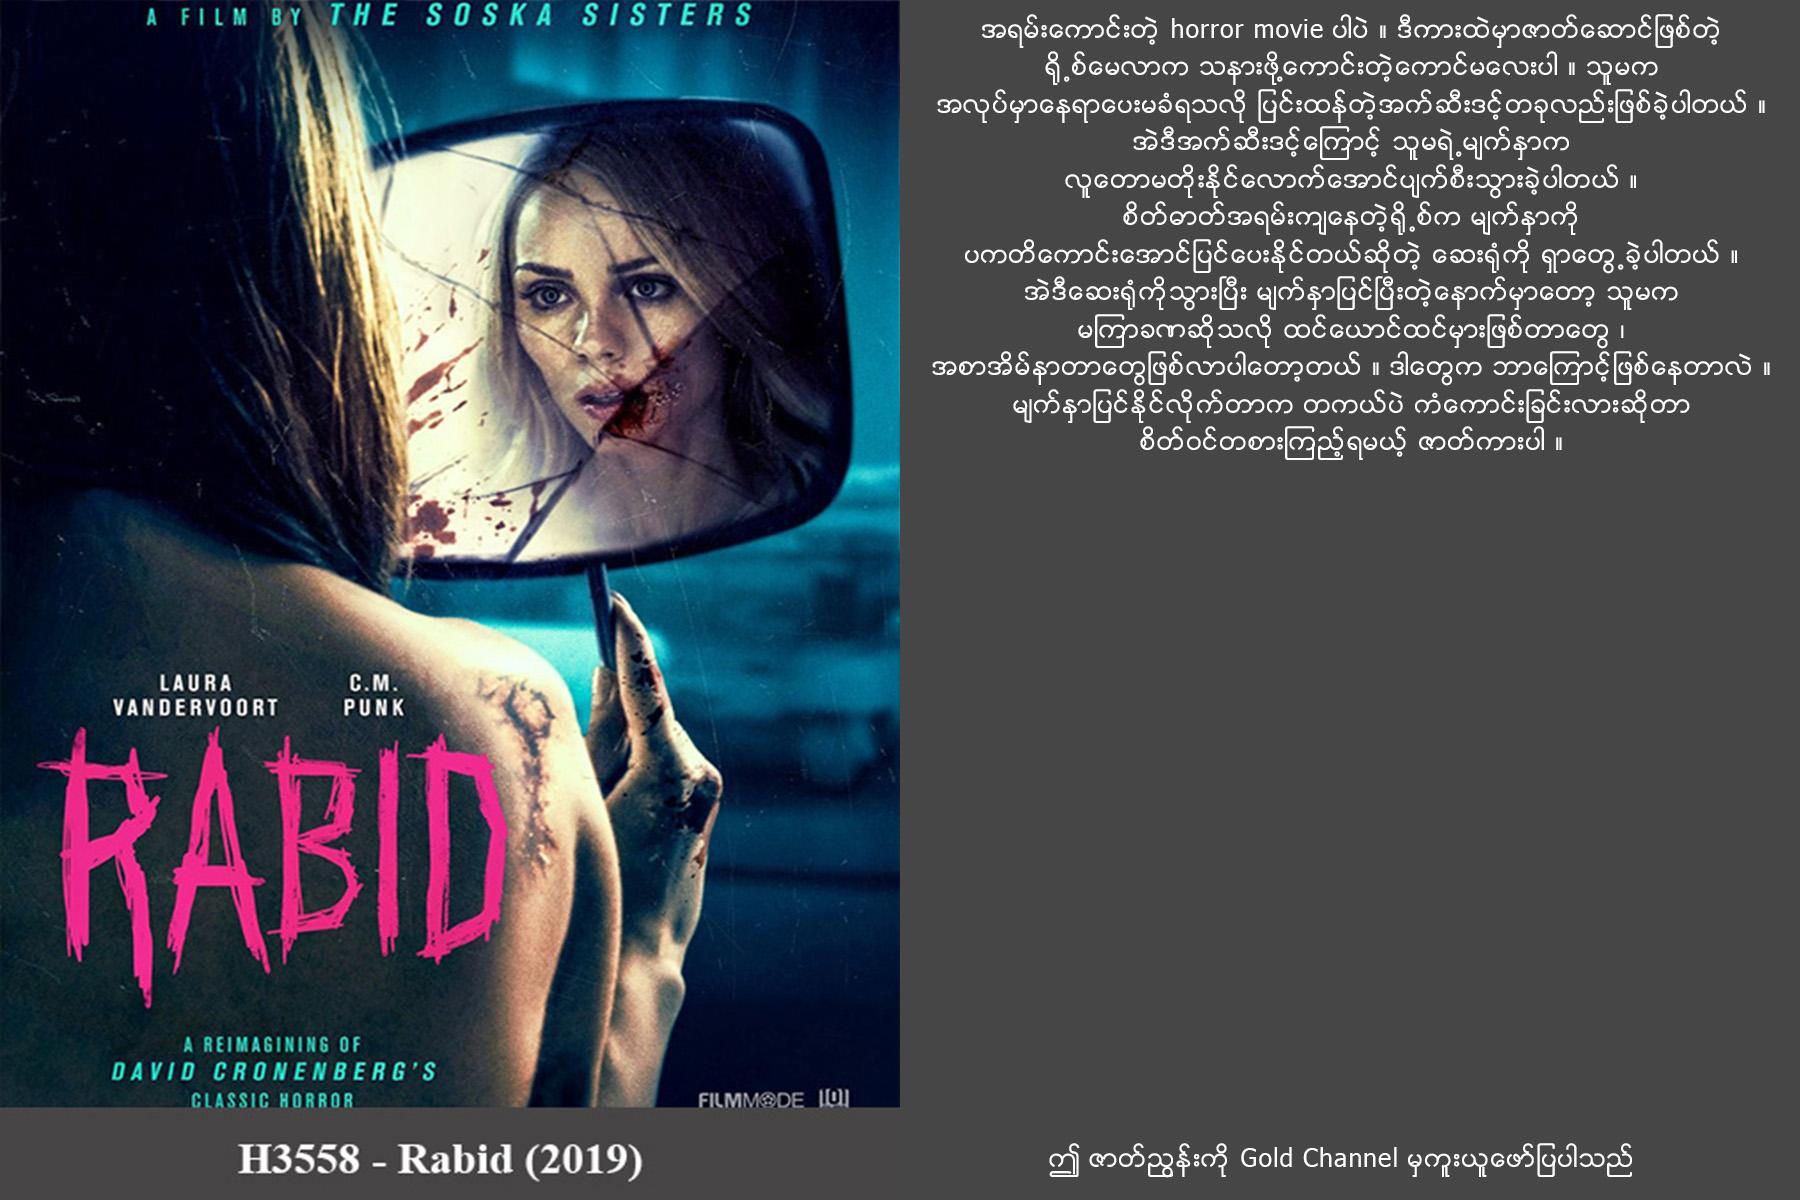 A FILM BY THE SOSKA SISTERS
LAURA VANDERVOORT
C.M. PUNK
RABID
A REIMAGINING OF
DAVID CRONENBERG'S
CLASSIC HORROR
FILMMODE
H3558 - Rabid (2019)
အရမ်းကောင်းတဲ့ horror movie ပါပဲ ။ ဒီကားထဲမှာဇာတ်ဆောင်ဖြစ်တဲ့
ရို့စ်မေလာက သနားဖို့ကောင်းတဲ့ကောင်မလေးပါ ။ သူမက
အလုပ်မှာနေရာပေးမခံရသလို ပြင်းထန်တဲ့အက်ဆီးဒင့်တခုလည်းဖြစ်ခဲ့ပါတယ် ။
အဲဒီအက်ဆီးဒင့်ကြောင့် သူမရဲ့မျက်နှာက
လူတောမတိုးနိုင်လောက်အောင်ပျက်စီးသွားခဲ့ပါတယ် ။
စိတ်ဓာတ်အရမ်းကျနေတဲ့ရို့စ်က မျက်နှာကို
ပကတိကောင်းအောင်ပြင်ပေးနိုင်တယ်ဆိုတဲ့ ဆေးရုံကို ရှာတွေ့ခဲ့ပါတယ် ။
အဲဒီဆေးရုံကိုသွားပြီး မျက်နှာပြင်ပြီးတဲ့နောက်မှာတော့ သူမက
မကြာခဏဆိုသလို ထင်ယောင်ထင်မှားဖြစ်တာတွေ ၊
အစာအိမ်နာတာတွေဖြစ်လာပါတော့တယ် ။ ဒါတွေက ဘာကြောင့်ဖြစ်နေတာလဲ ။
မျက်နှာပြင်နိုင်လိုက်တာက တကယ်ပဲ ကံကောင်းခြင်းလားဆိုတာ
စိတ်ဝင်တစားကြည့်ရမယ့် ဇာတ်ကားပါ ။
ဤ ဇာတ်ညွှန်းကို Gold Channel မှကူးယူဖော်ပြပါသည်